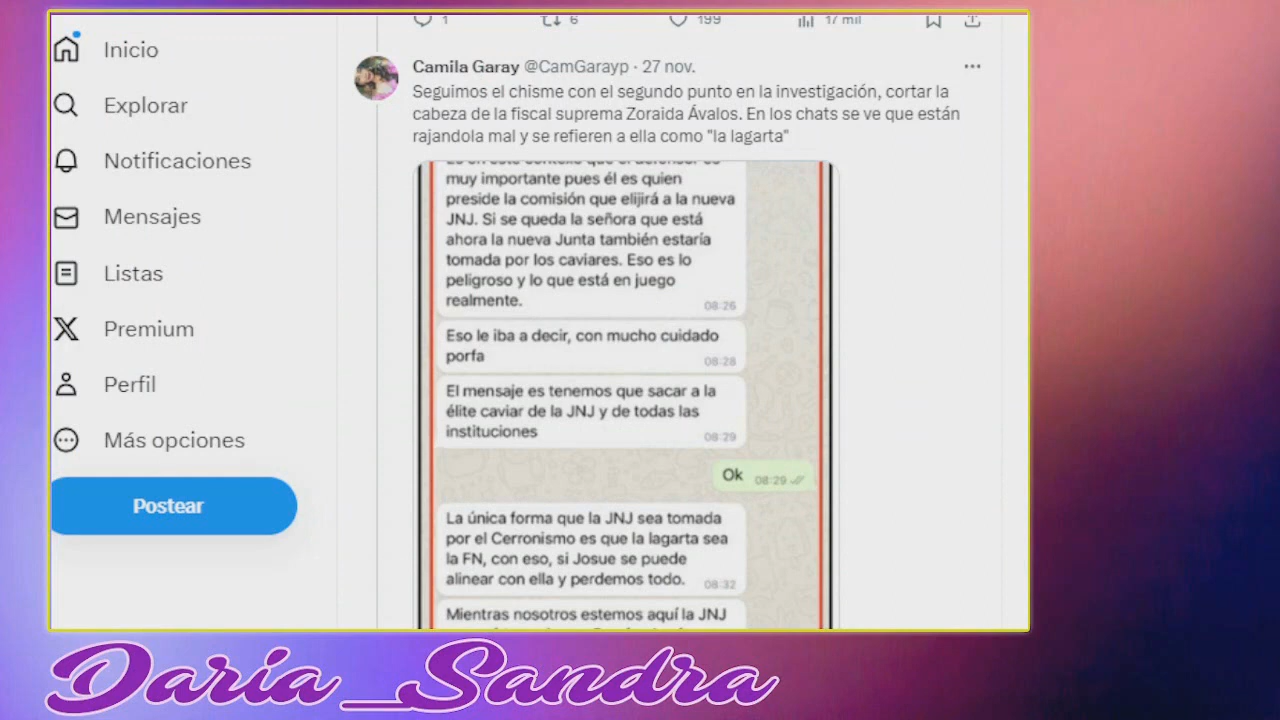 1 6 199 17 mil
Inicio
Explorar
Notificaciones
Mensajes
Listas
Premium
Perfil
Más opciones
Postear
Camila Garay @CamGarayp · 27 nov.
Seguimos el chisme con el segundo punto en la investigación, cortar la
cabeza de la fiscal suprema Zoraida Ávalos. En los chats se ve que están
rajandola mal y se refieren a ella como "la lagarta"
muy importante pues él es quien
preside la comisión que elijirá a la nueva
JNJ. Si se queda la señora que está
ahora la nueva Junta también estaría
tomada por los caviares. Eso es lo
peligroso y lo que está en juego
realmente.
08:26
Eso le iba a decir, con mucho cuidado
porfa
08:28
El mensaje es tenemos que sacar a la
élite caviar de la JNJ y de todas las
instituciones
08:29
Ok 08:29
La única forma que la JNJ sea tomada
por el Cerronismo es que la lagarta sea
la FN, con eso, si Josue se puede
alinear con ella y perdemos todo.
08:32
Mientras nosotros estemos aquí la JNJ
Daria_Sandra